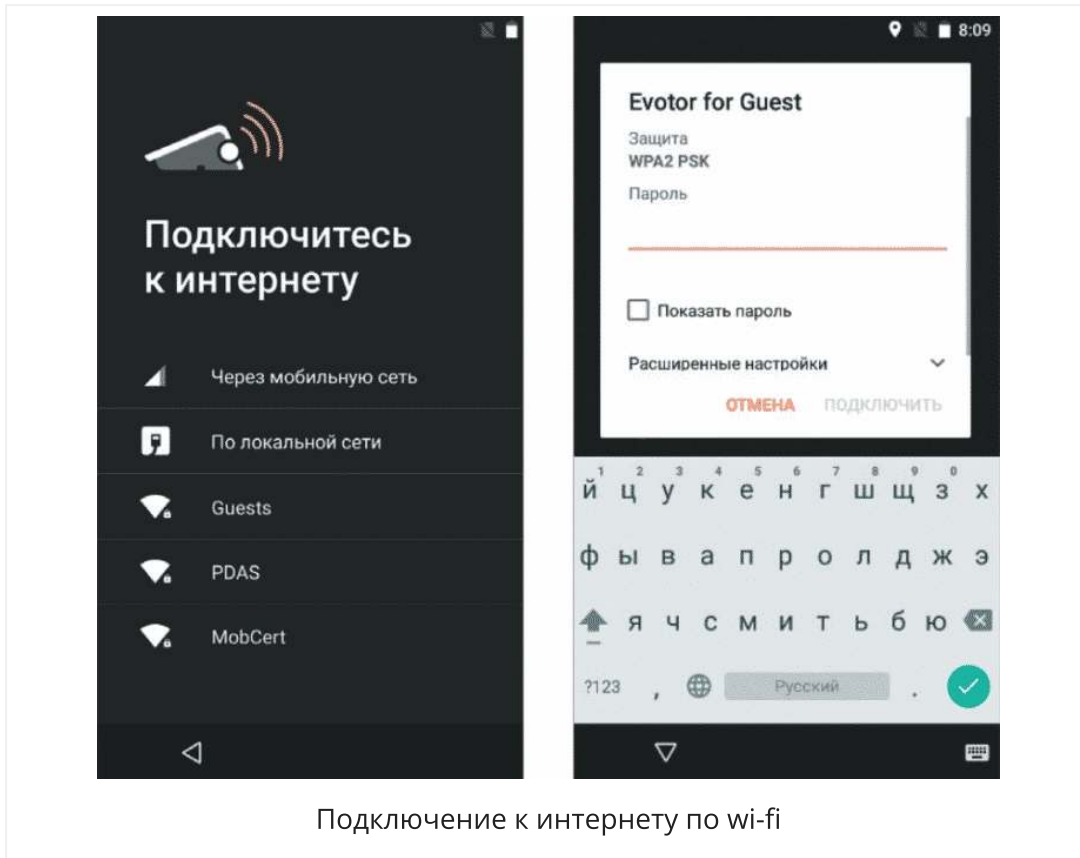 Подключитесь
к интернету
Через мобильную сеть
По локальной сети
Guests
PDAS
MobCert
8:09
Evotor for Guest
Защита
WPA2 PSK
Пароль
Показать пароль
Расширенные настройки
ОТМЕНА ПОДКЛЮЧИТЬ
1 2 3 4 5 6 7 8 9 0
й ц у к е н г ш щ з х
ф ы в а п р о л д ж э
я ч с м и т ь б ю
?123 , Русский .
Подключение к интернету по wi-fi